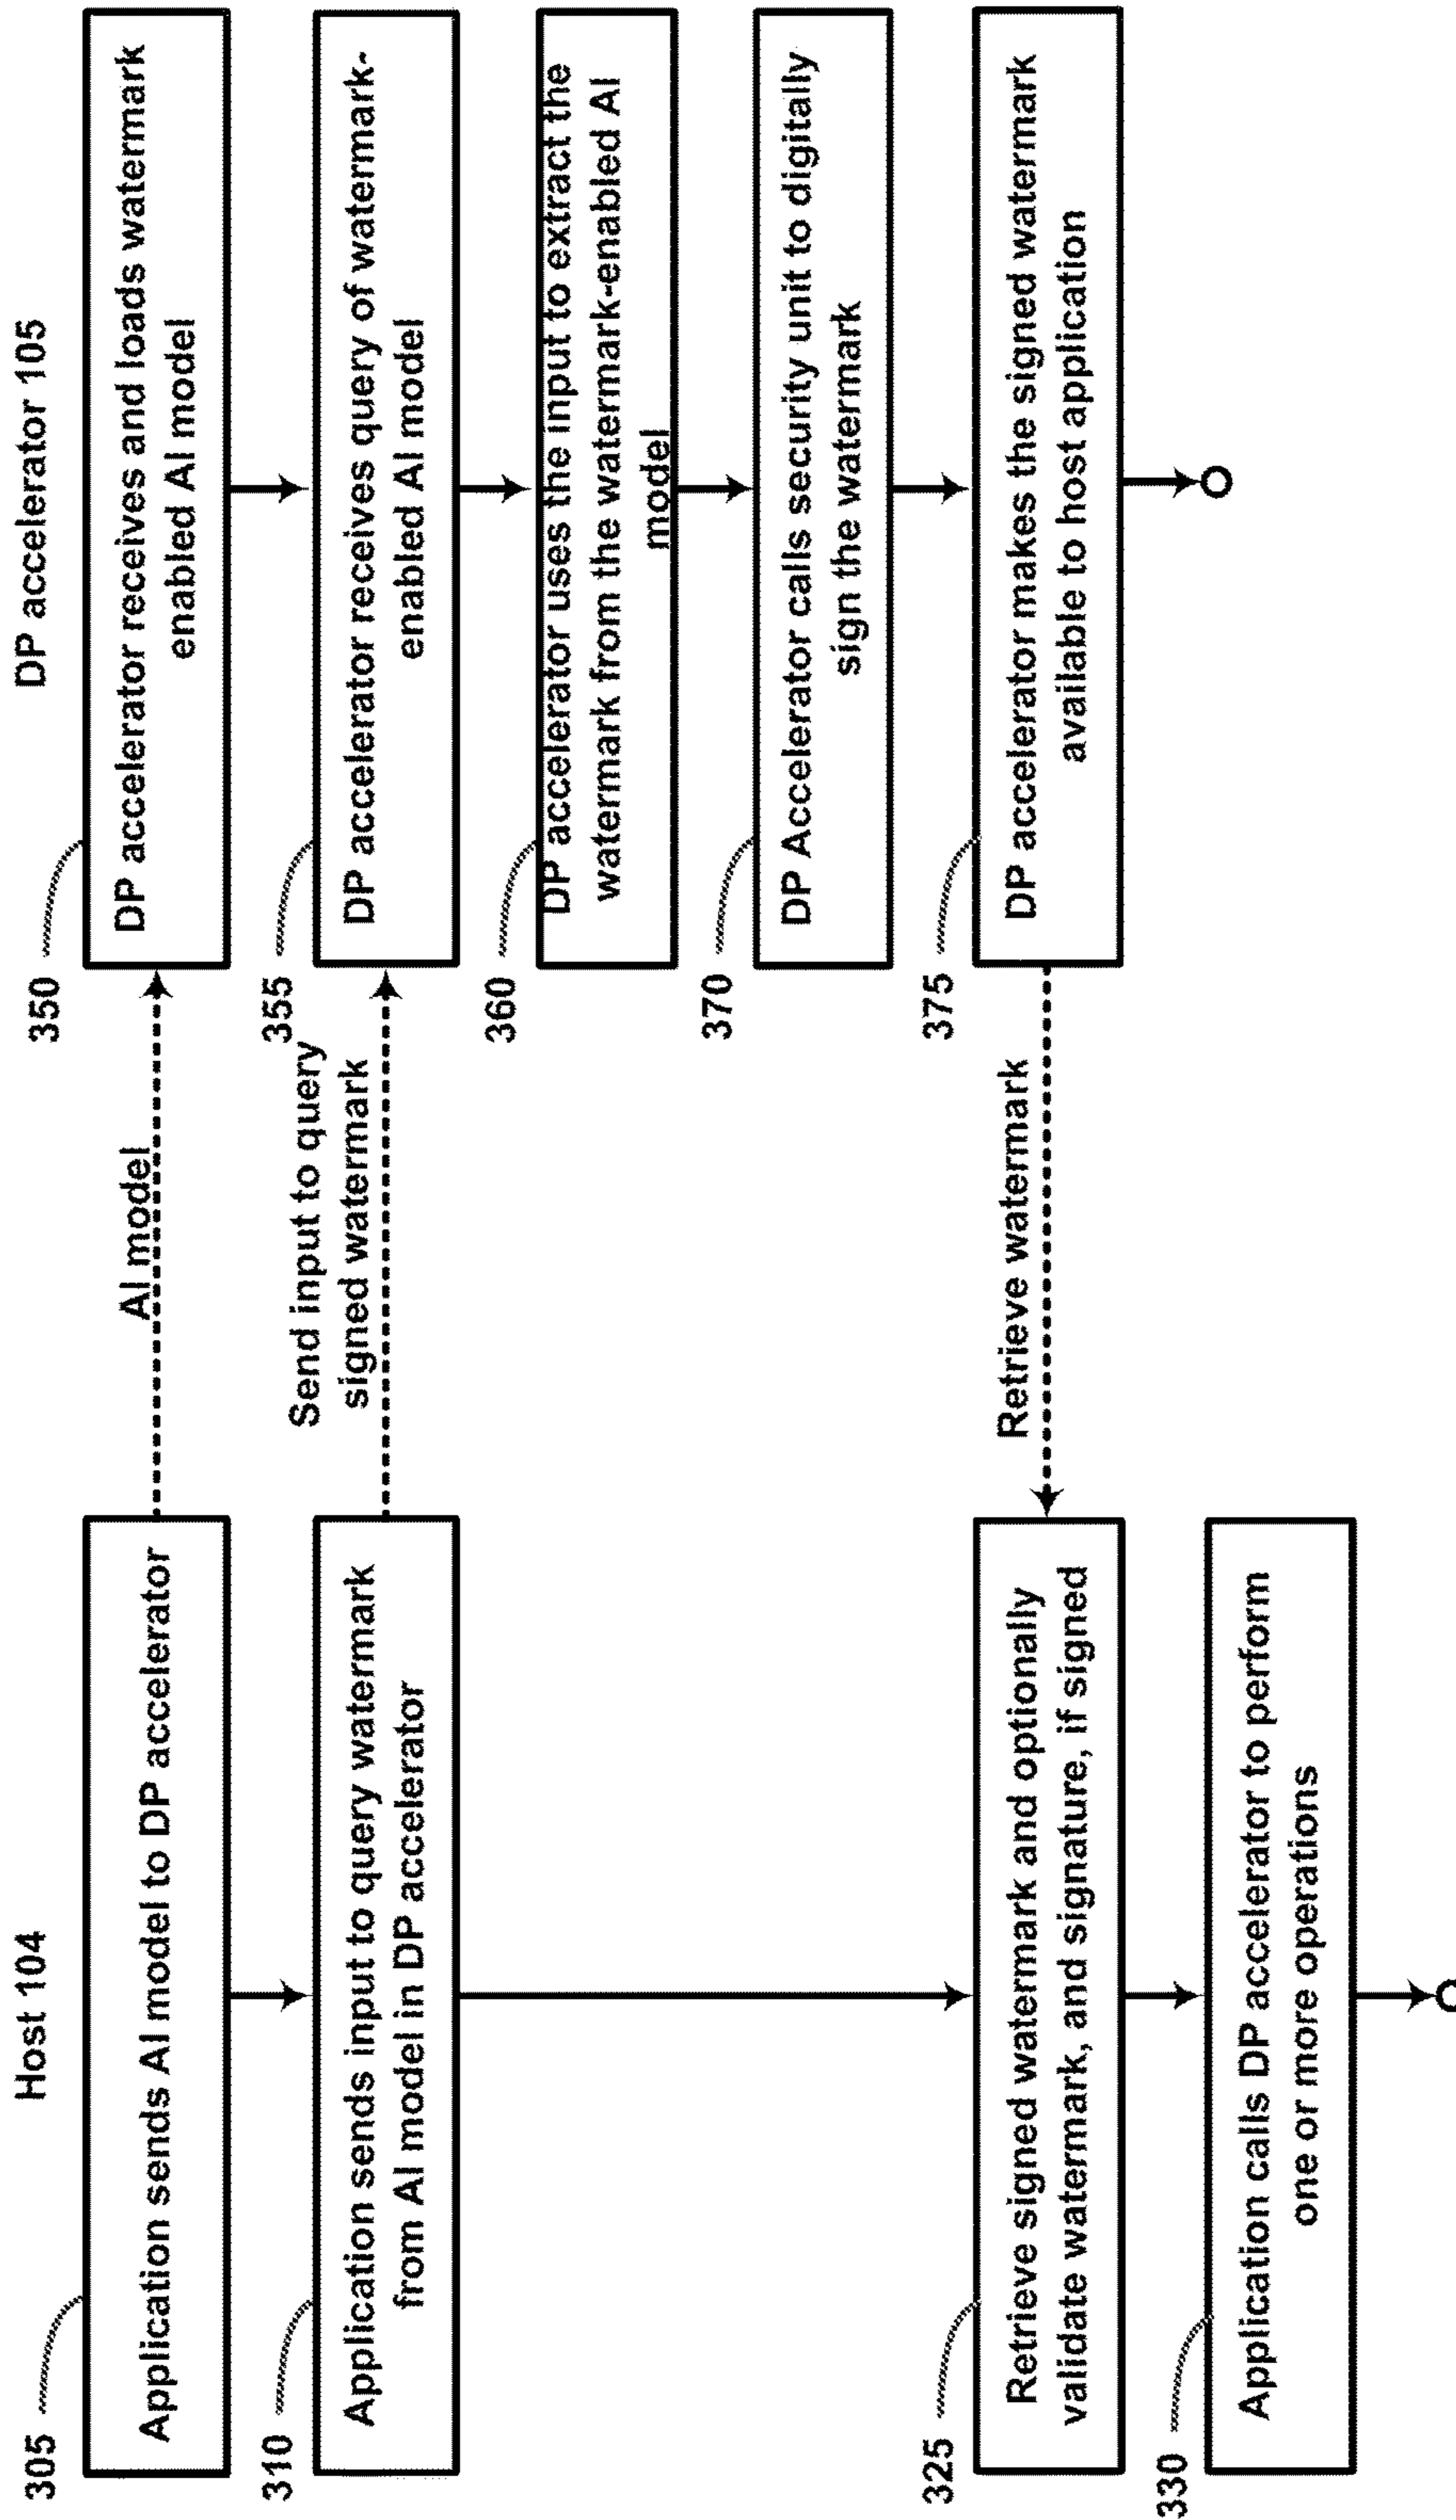 Host 104
DP accelerator 105
305
Application sends AI model to DP accelerator
AI model
350
DP accelerator receives and loads watermark
enabled AI model
310
Application sends input to query watermark
from AI model in DP accelerator
Send input to query
signed watermark
355
DP accelerator receives query of watermark-
enabled AI model
360
DP accelerator uses the input to extract the
watermark from the watermark-enabled AI
model
370
DP Accelerator calls security unit to digitally
sign the watermark
325
Retrieve signed watermark and optionally
validate watermark, and signature, if signed
Retrieve watermark
375
DP accelerator makes the signed watermark
available to host application
330
Application calls DP accelerator to perform
one or more operations